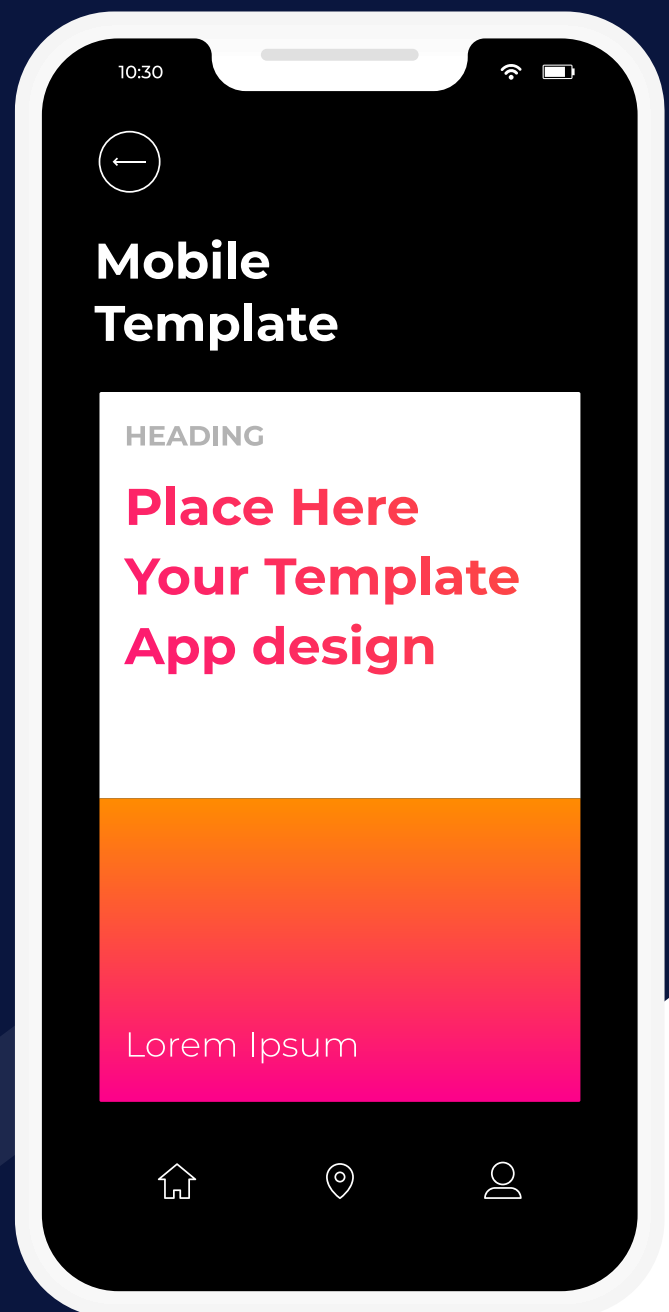 10:30
Mobile
Template
HEADING
Place Here
Your Template
App design
Lorem Ipsum